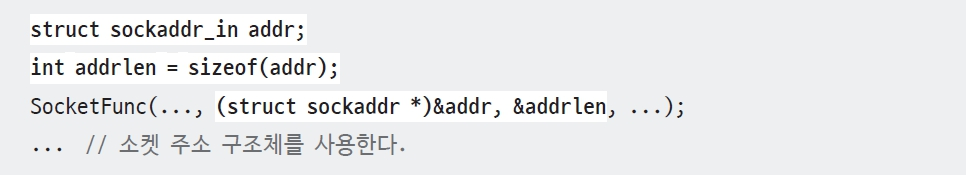 struct sockaddr_in addr;
int addrlen = sizeof(addr);
SocketFunc(..., (struct sockaddr *)&addr, &addrlen, ...);
... // 소켓 주소 구조체를 사용한다.